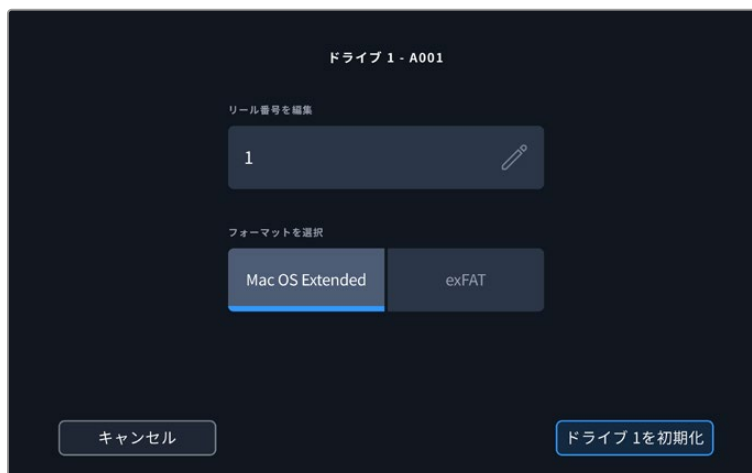 ドライブ 1 - A001
リール番号を編集
1
フォーマットを選択
Mac OS Extended
exFAT
キャンセル
ドライブ 1を初期化